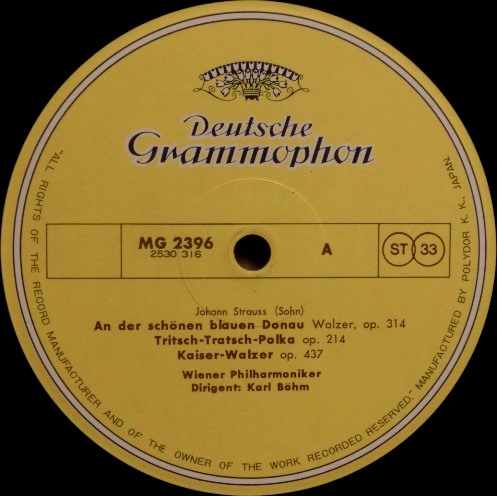 Deutsche
Grammophon
MG 2396
2530 316
A
ST 33
Johann Strauss (Sohn)
An der schönen blauen Donau Walzer, op. 314
Tritsch-Tratsch-Polka op. 214
Kaiser-Walzer op. 437
Wiener Philharmoniker
Dirigent: Karl Böhm
"ALL RIGHTS OF THE RECORD MANUFACTURER AND OF THE OWNER OF THE WORK RECORDED RESERVED." MANUFACTURED BY POLYDOR K. K., JAPAN.